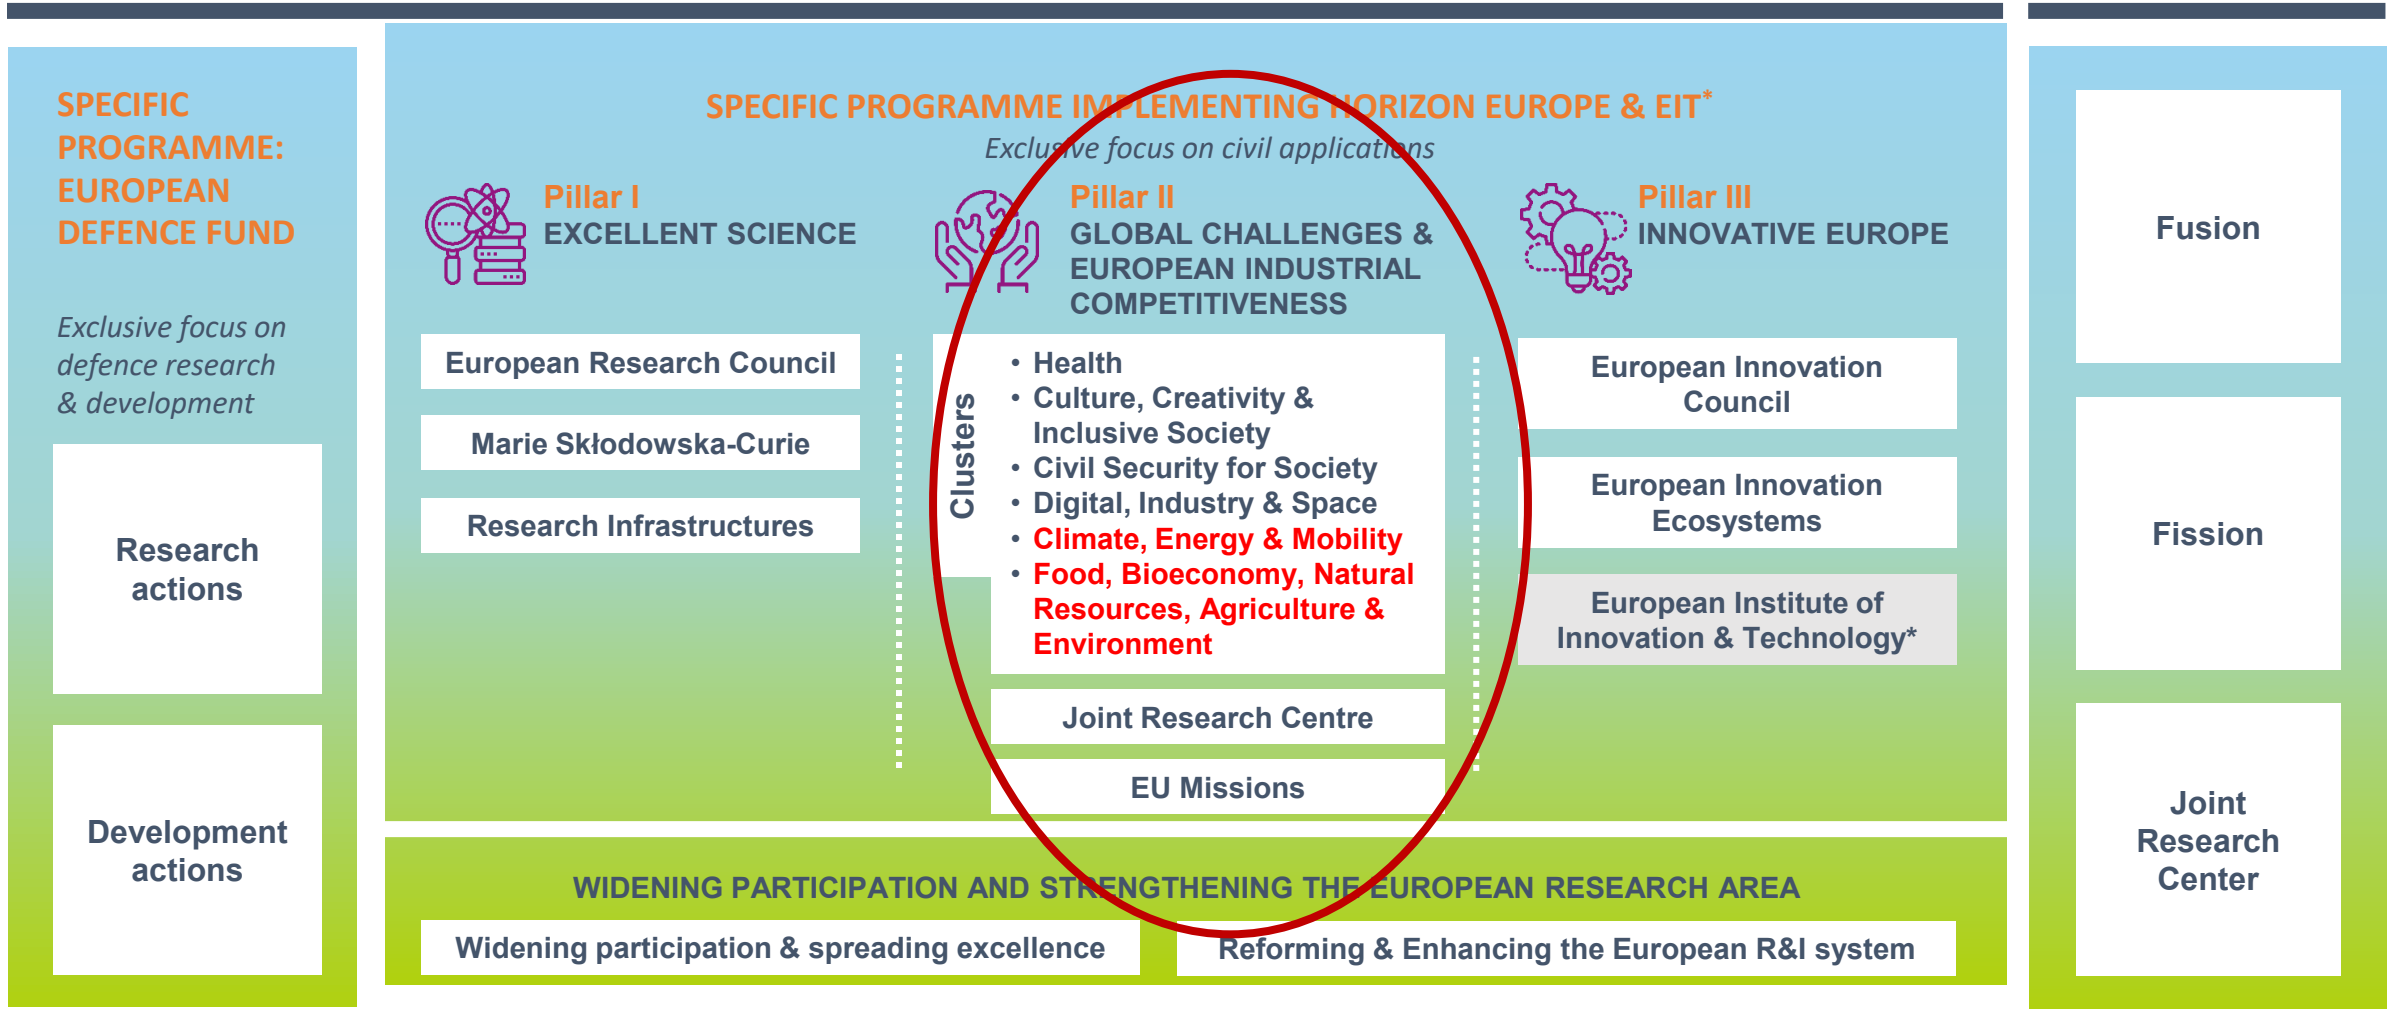 SPECIFIC
PROGRAMME:
EUROPEAN
DEFENCE FUND
Exclusive focus on
defence research
& development
Research
actions
Development
actions
SPECIFIC PROGRAMME IMPLEMENTING HORIZON EUROPE & EIT*
Exclusive focus on civil applications
Pillar I
EXCELLENT SCIENCE
European Research Council
Marie Skłodowska-Curie
Research Infrastructures
Pillar II
GLOBAL CHALLENGES &
EUROPEAN INDUSTRIAL
COMPETITIVENESS
Clusters
• Health
• Culture, Creativity &
Inclusive Society
• Civil Security for Society
• Digital, Industry & Space
• Climate, Energy & Mobility
• Food, Bioeconomy, Natural
Resources, Agriculture &
Environment
Joint Research Centre
EU Missions
Pillar III
INNOVATIVE EUROPE
European Innovation
Council
European Innovation
Ecosystems
European Institute of
Innovation & Technology*
WIDENING PARTICIPATION AND STRENGTHENING THE EUROPEAN RESEARCH AREA
Widening participation & spreading excellence
Reforming & Enhancing the European R&I system
Fusion
Fission
Joint
Research
Center